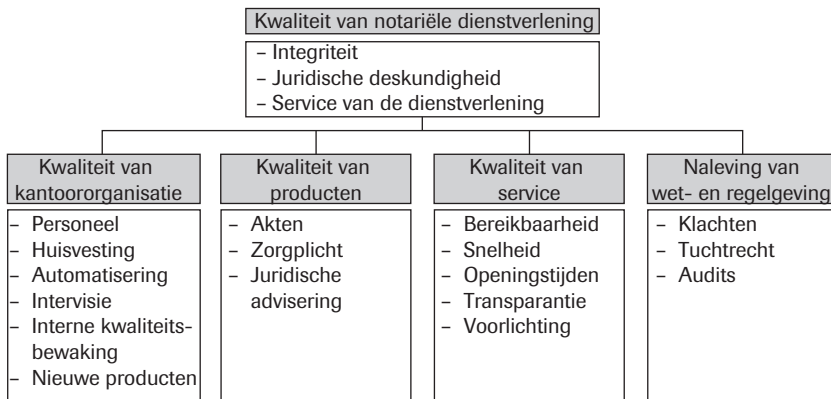 Kwaliteit van notariële dienstverlening
– Integriteit
– Juridische deskundigheid
– Service van de dienstverlening
Kwaliteit van
kantoororganisatie
– Personeel
– Huisvesting
– Automatisering
– Intervisie
– Interne kwaliteits-
bewaking
– Nieuwe producten
Kwaliteit van
producten
– Akten
– Zorgplicht
– Juridische
advisering
Kwaliteit van
service
– Bereikbaarheid
– Snelheid
– Openingstijden
– Transparantie
– Voorlichting
Naleving van
wet- en regelgeving
– Klachten
– Tuchtrecht
– Audits